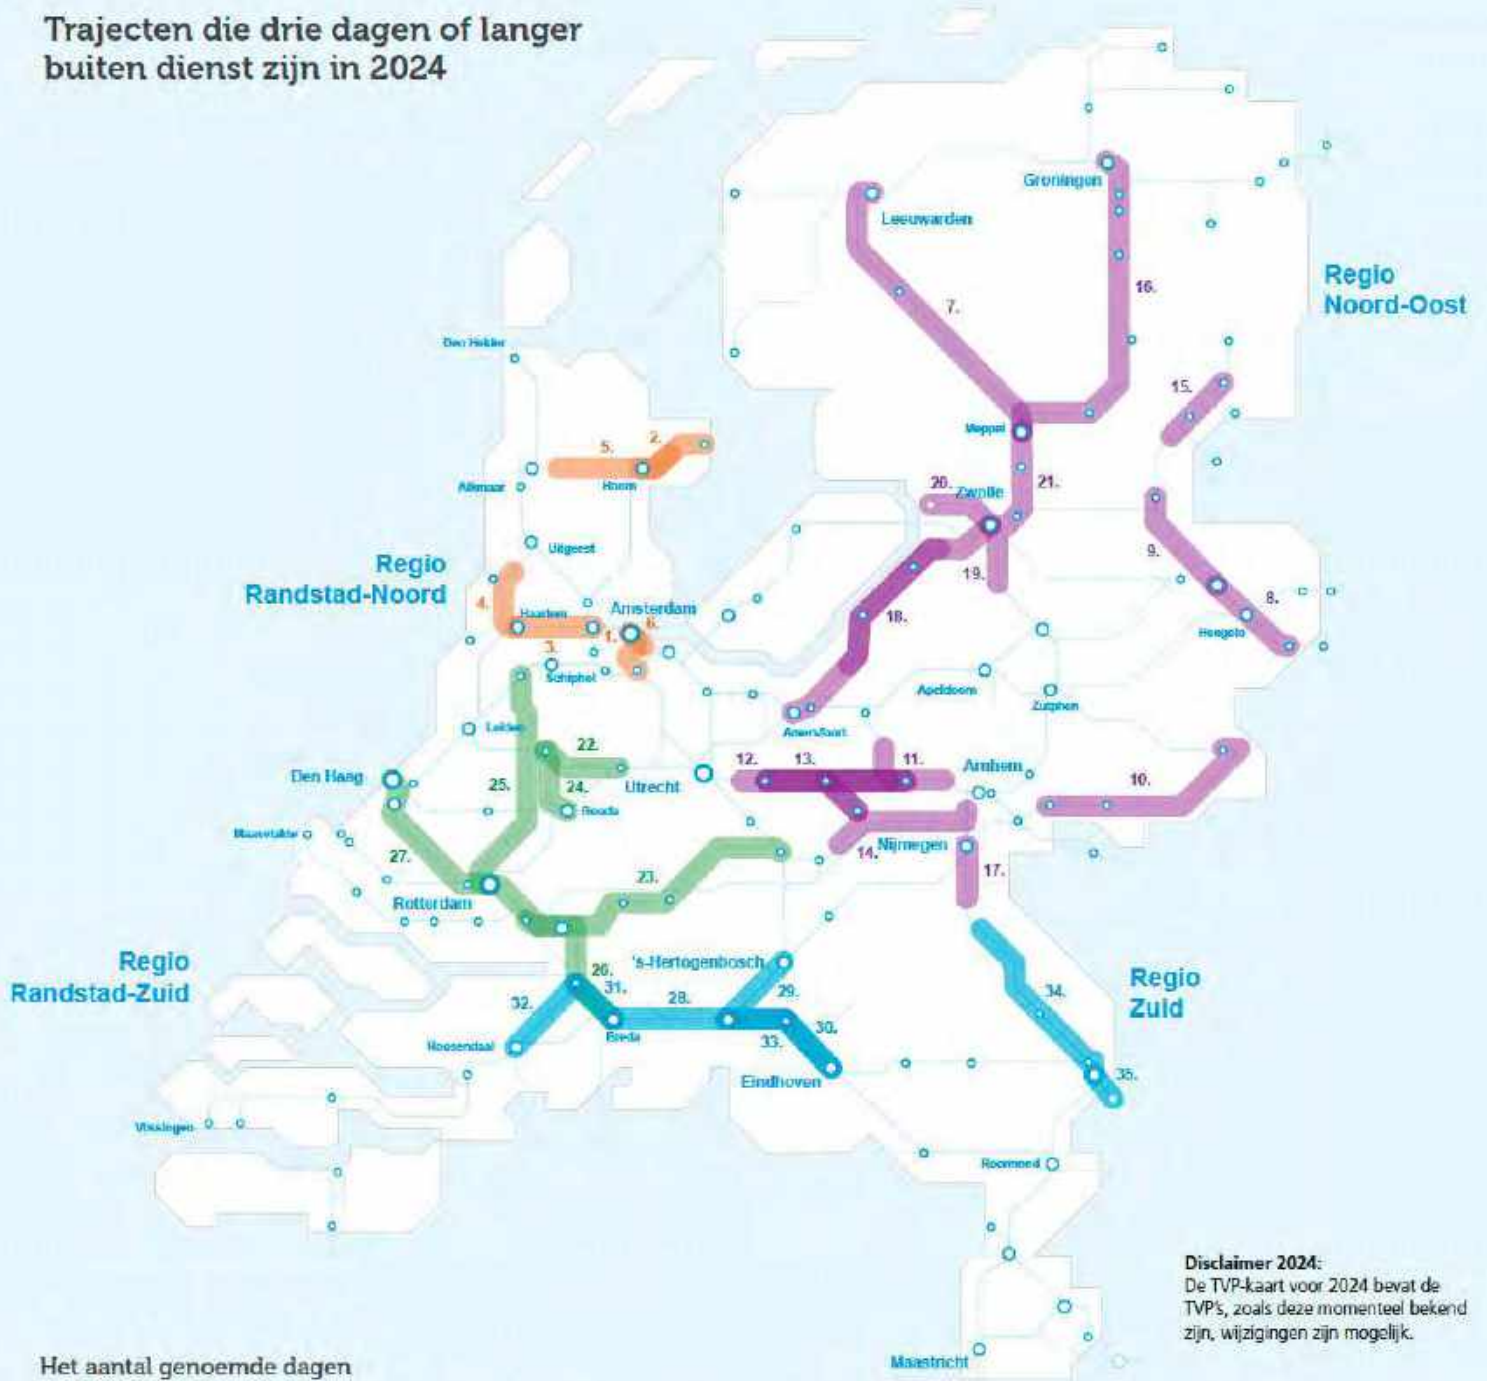 Trajecten die drie dagen of langer
buiten dienst zijn in 2024
Groningen
Leeuwarden
16.
Regio
Noord-Oost
7.
Den Helder
15.
2.
5.
Meppel
Hoorn
Alkmaar
20.
Zwolle
21.
Uitgeest
9.
Regio
Randstad-Noord
19.
4.
Haarlem
Amsterdam
8.
1.
6.
18.
Hengelo
3.
Schiphol
Apeldoorn
Zutphen
Leiden
Amersfoort
22.
12.
13.
11.
Arnhem
Den Haag
25.
24.
Utrecht
10.
Gouda
Maasvlakte
27.
14.
Nijmegen
17.
23.
Rotterdam
Regio
Randstad-Zuid
's-Hertogenbosch
26.
31.
28.
29.
32.
34.
Regio
Zuid
30.
33.
Breda
Roosendaal
Eindhoven
35.
Vlissingen
Roermond
Disclaimer 2024:
De TVP-kaart voor 2024 bevat de
TVP's, zoals deze momenteel bekend
zijn, wijzigingen zijn mogelijk.
Maastricht
Het aantal genoemde dagen